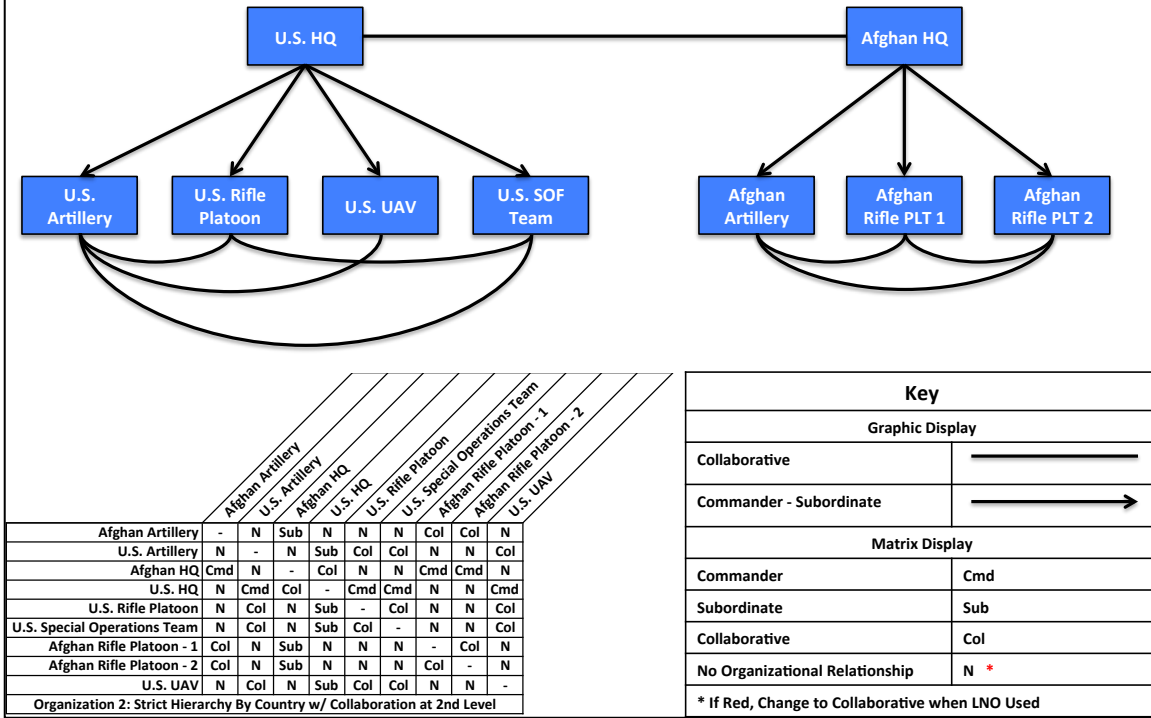 U.S. HQ
Afghan HQ
U.S.
Artillery
U.S. Rifle
Platoon
U.S. UAV
U.S. SOF
Team
Afghan
Artillery
Afghan
Rifle PLT 1
Afghan
Rifle PLT 2
Afghan Artillery
U.S. Artillery
Afghan HQ
U.S. HQ
U.S. Rifle Platoon
U.S. Special Operations Team
Afghan Rifle Platoon - 1
Afghan Rifle Platoon - 2
U.S. UAV
Afghan Artillery - N Sub N N N Col Col N
U.S. Artillery N - N Sub Col Col N N Col
Afghan HQ Cmd N - Col N N Cmd Cmd N
U.S. HQ N Cmd Col - Cmd Cmd N N Cmd
U.S. Rifle Platoon N Col N Sub - Col N N Col
U.S. Special Operations Team N Col N Sub Col - N N Col
Afghan Rifle Platoon - 1 Col N Sub N N N - Col N
Afghan Rifle Platoon - 2 Col N Sub N N N Col - N
U.S. UAV N Col N Sub Col Col N N -
Organization 2: Strict Hierarchy By Country w/ Collaboration at 2nd Level
Key
Graphic Display
Collaborative
Commander - Subordinate
Matrix Display
Commander Cmd
Subordinate Sub
Collaborative Col
No Organizational Relationship N *
* If Red, Change to Collaborative when LNO Used